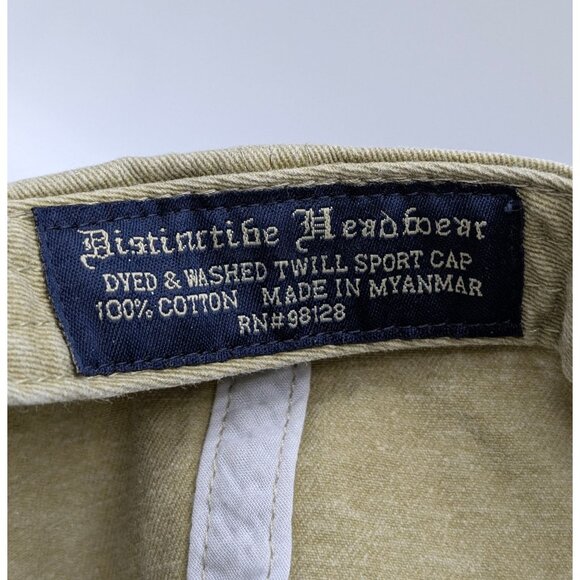 Distinctive Headwear
DYED & WASHED TWILL SPORT CAP
100% COTTON MADE IN MYANMAR
RN#98128